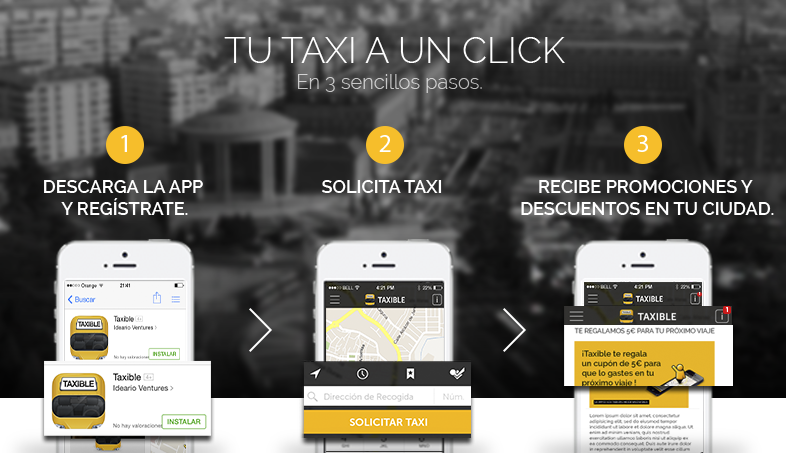 TU TAXI A UN CLICK
En 3 sencillos pasos.
1
DESCARGA LA APP
Y REGÍSTRATE.
2
SOLICITA TAXI
3
RECIBE PROMOCIONES Y
DESCUENTOS EN TU CIUDAD.
Orange 21:41
Buscar
TAXIBLE
Taxible 4+
Ideario Ventures >
No hay valoraciones
INSTALAR
TAXIBLE
Taxible 4+
Ideario Ventures >
No hay valoraciones
INSTALAR
BELL 4:21 PM 22%
TAXIBLE
Dirección de Recogida Núm
SOLICITAR TAXI
BELL 4:21 PM 22%
TAXIBLE
TAXIBLE 1
TE REGALAMOS 5€ PARA TU PRÓXIMO VIAJE
¡Taxible te regala
un cupón de 5€ para
que lo gastes en tu
próximo viaje !
Lorem ipsum dolor sit amet, consectetur
adipisicing elit, sed do eiusmod tempor
incididunt ut labore et dolore magna
aliqua. Ut enim ad minim veniam, quis
nostrud exercitation ullamco laboris nisi
ut aliquip ex ea commodo consequat.
Duis aute irure dolor in
reprehenderit in voluptate velit esse cillum